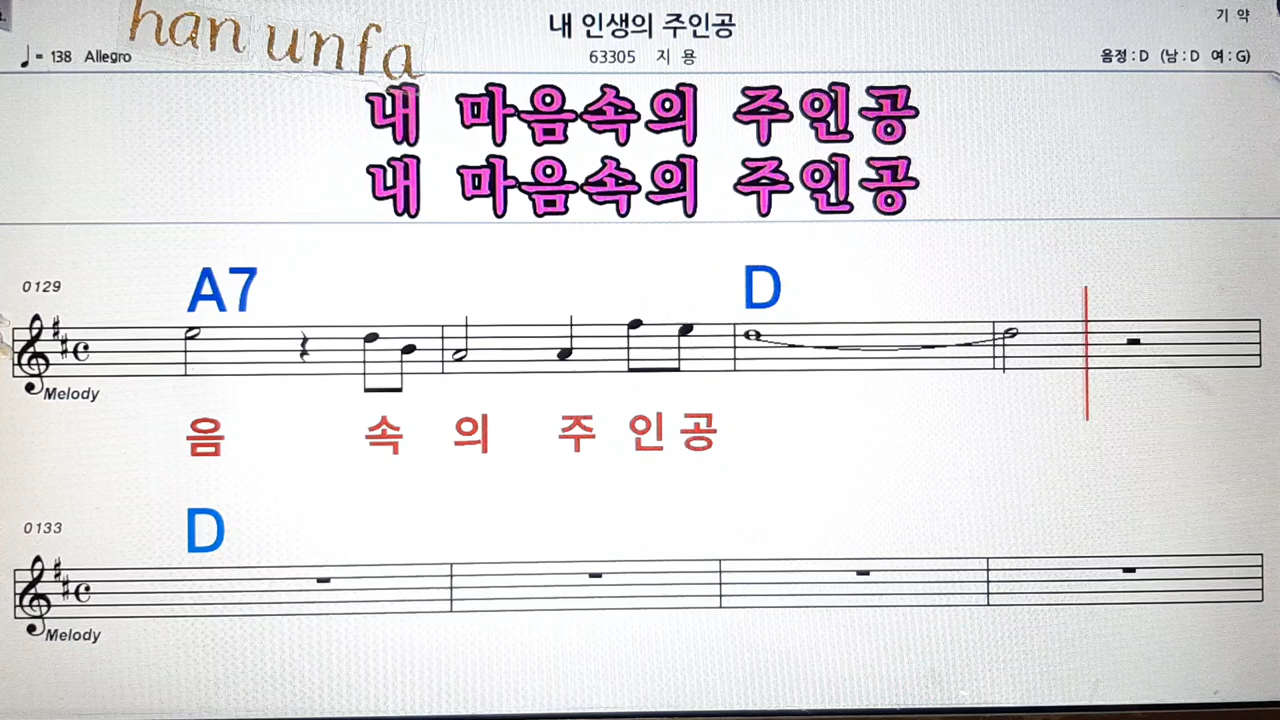 han unfa
내 인생의 주인공
기 약
♩= 138 Allegro
63305 지 용
음정 : D (남 : D 여 : G)
내 마음속의 주인공
내 마음속의 주인공
0129
A7 D
Melody
음 속 의 주 인 공
0133
D
Melody